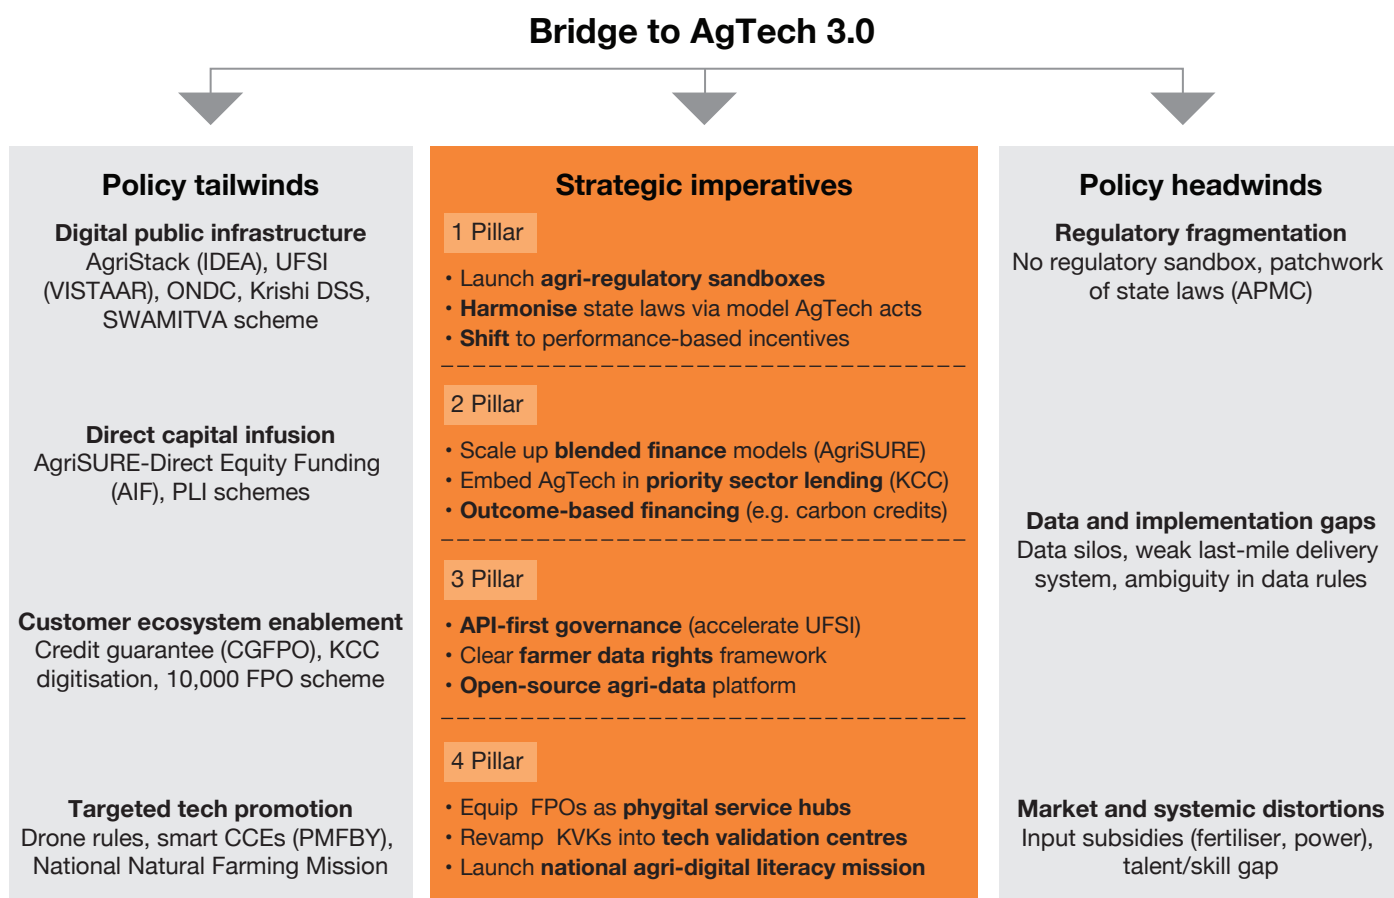 Bridge to AgTech 3.0
Policy tailwinds
Digital public infrastructure
AgriStack (IDEA), UFSI
(VISTAAR), ONDC, Krishi DSS,
SWAMITVA scheme
Direct capital infusion
AgriSURE-Direct Equity Funding
(AIF), PLI schemes
Customer ecosystem enablement
Credit guarantee (CGFPO), KCC
digitisation, 10,000 FPO scheme
Targeted tech promotion
Drone rules, smart CCEs (PMFBY),
National Natural Farming Mission
Strategic imperatives
1 Pillar
• Launch agri-regulatory sandboxes
• Harmonise state laws via model AgTech acts
• Shift to performance-based incentives
2 Pillar
• Scale up blended finance models (AgriSURE)
• Embed AgTech in priority sector lending (KCC)
• Outcome-based financing (e.g. carbon credits)
3 Pillar
• API-first governance (accelerate UFSI)
• Clear farmer data rights framework
• Open-source agri-data platform
4 Pillar
• Equip FPOs as phygital service hubs
• Revamp KVKs into tech validation centres
• Launch national agri-digital literacy mission
Policy headwinds
Regulatory fragmentation
No regulatory sandbox, patchwork
of state laws (APMC)
Data and implementation gaps
Data silos, weak last-mile delivery
system, ambiguity in data rules
Market and systemic distortions
Input subsidies (fertiliser, power),
talent/skill gap